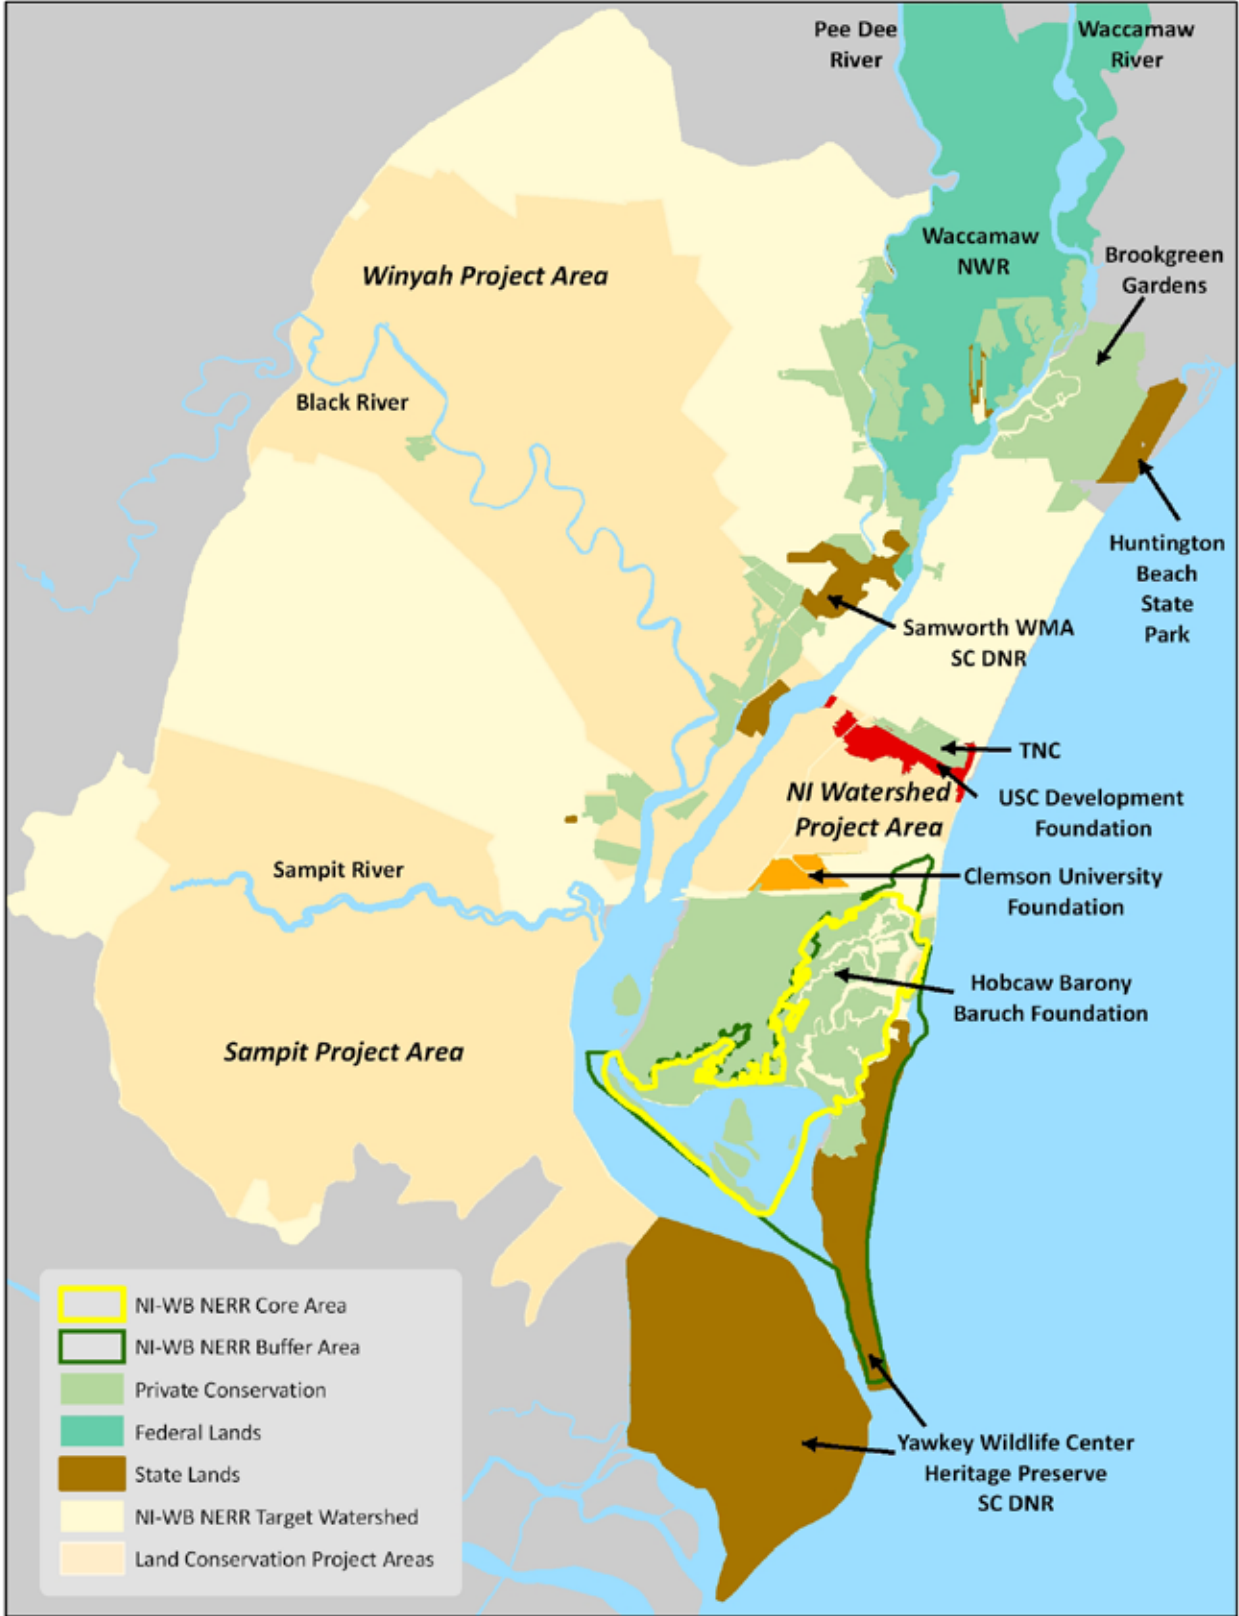 Pee Dee
River
Waccamaw
River
Waccamaw
NWR
Brookgreen
Gardens
Winyah Project Area
Black River
Huntington
Beach
State
Park
Samworth WMA
SC DNR
TNC
NI Watershed
Project Area
USC Development
Foundation
Sampit River
Clemson University
Foundation
Hobcaw Barony
Baruch Foundation
Sampit Project Area
NI-WB NERR Core Area
NI-WB NERR Buffer Area
Private Conservation
Federal Lands
State Lands
NI-WB NERR Target Watershed
Land Conservation Project Areas
Yawkey Wildlife Center
Heritage Preserve
SC DNR